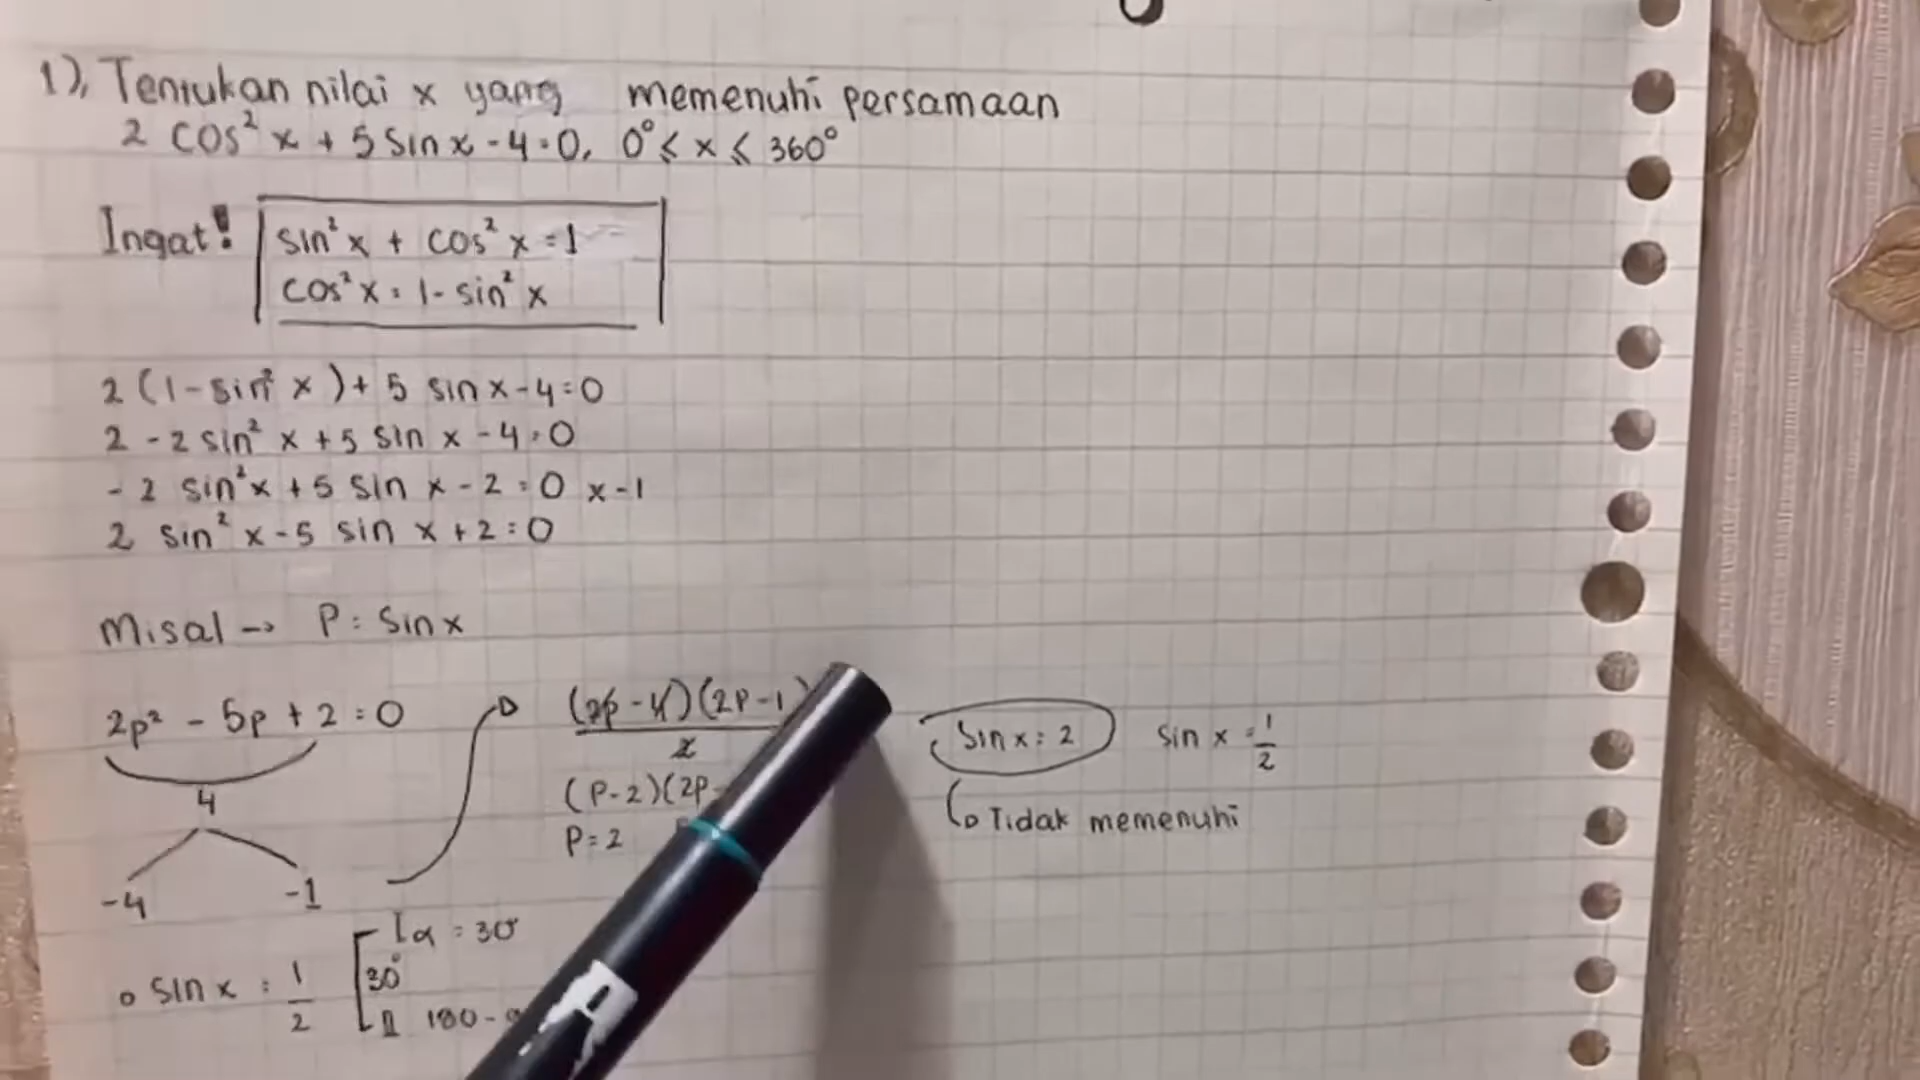 1), Tentukan nilai x yang memenuhi persamaan
2 cos² x + 5 sin x - 4 = 0, 0° ≤ x ≤ 360°
Ingat! sin² x + cos² x = 1
cos² x = 1 - sin² x
2 (1 - sin² x) + 5 sin x - 4 = 0
2 - 2 sin² x + 5 sin x - 4 = 0
- 2 sin² x + 5 sin x - 2 = 0 x - 1
2 sin² x - 5 sin x + 2 = 0
Misal → P = sin x
2p² - 5p + 2 = 0
4
-4 -1
(2p - 4)(2p - 1)
2
(P - 2)(2P -
P = 2
sin x = 2 sin x = 1/2
Tidak memenuhi
sin x = 1/2
I α = 30°
30°
II 180 -